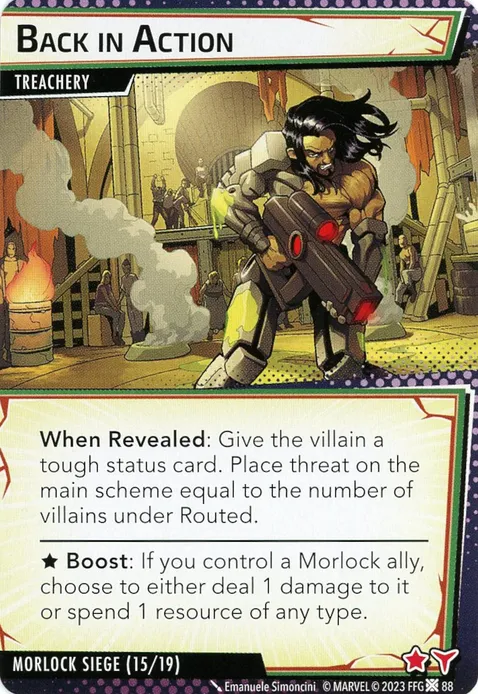 BACK IN ACTION
TREACHERY
When Revealed: Give the villain a
tough status card. Place threat on the
main scheme equal to the number of
villains under Routed.
★ Boost: If you control a Morlock ally,
choose to either deal 1 damage to it
or spend 1 resource of any type.
MORLOCK SIEGE (15/19)
Emanuele Simoncini © MARVEL © 2023 FFG 88